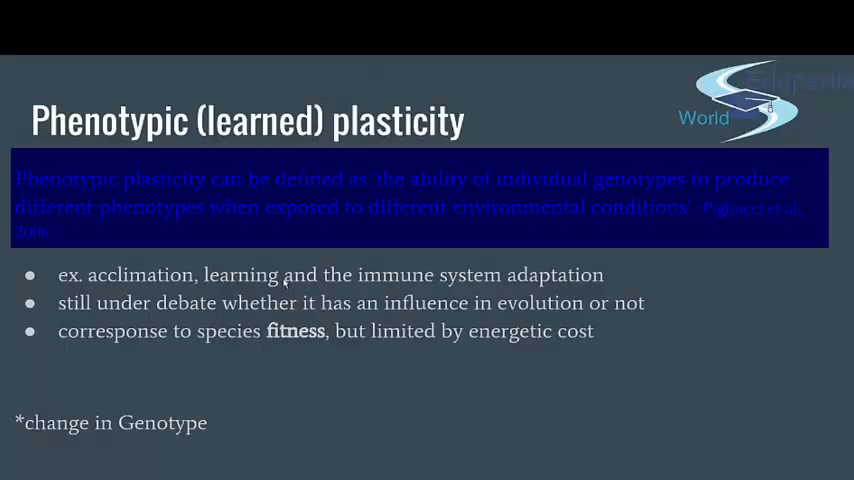 Edupedia
World
Phenotypic (learned) plasticity
Phenotypic plasticity can be defined as 'the ability of individual genotypes to produce
different phenotypes when exposed to different environmental conditions' -Pigliucci et al,
2006
● ex. acclimation, learning and the immune system adaptation
● still under debate whether it has an influence in evolution or not
● corresponse to species fitness, but limited by energetic cost
*change in Genotype